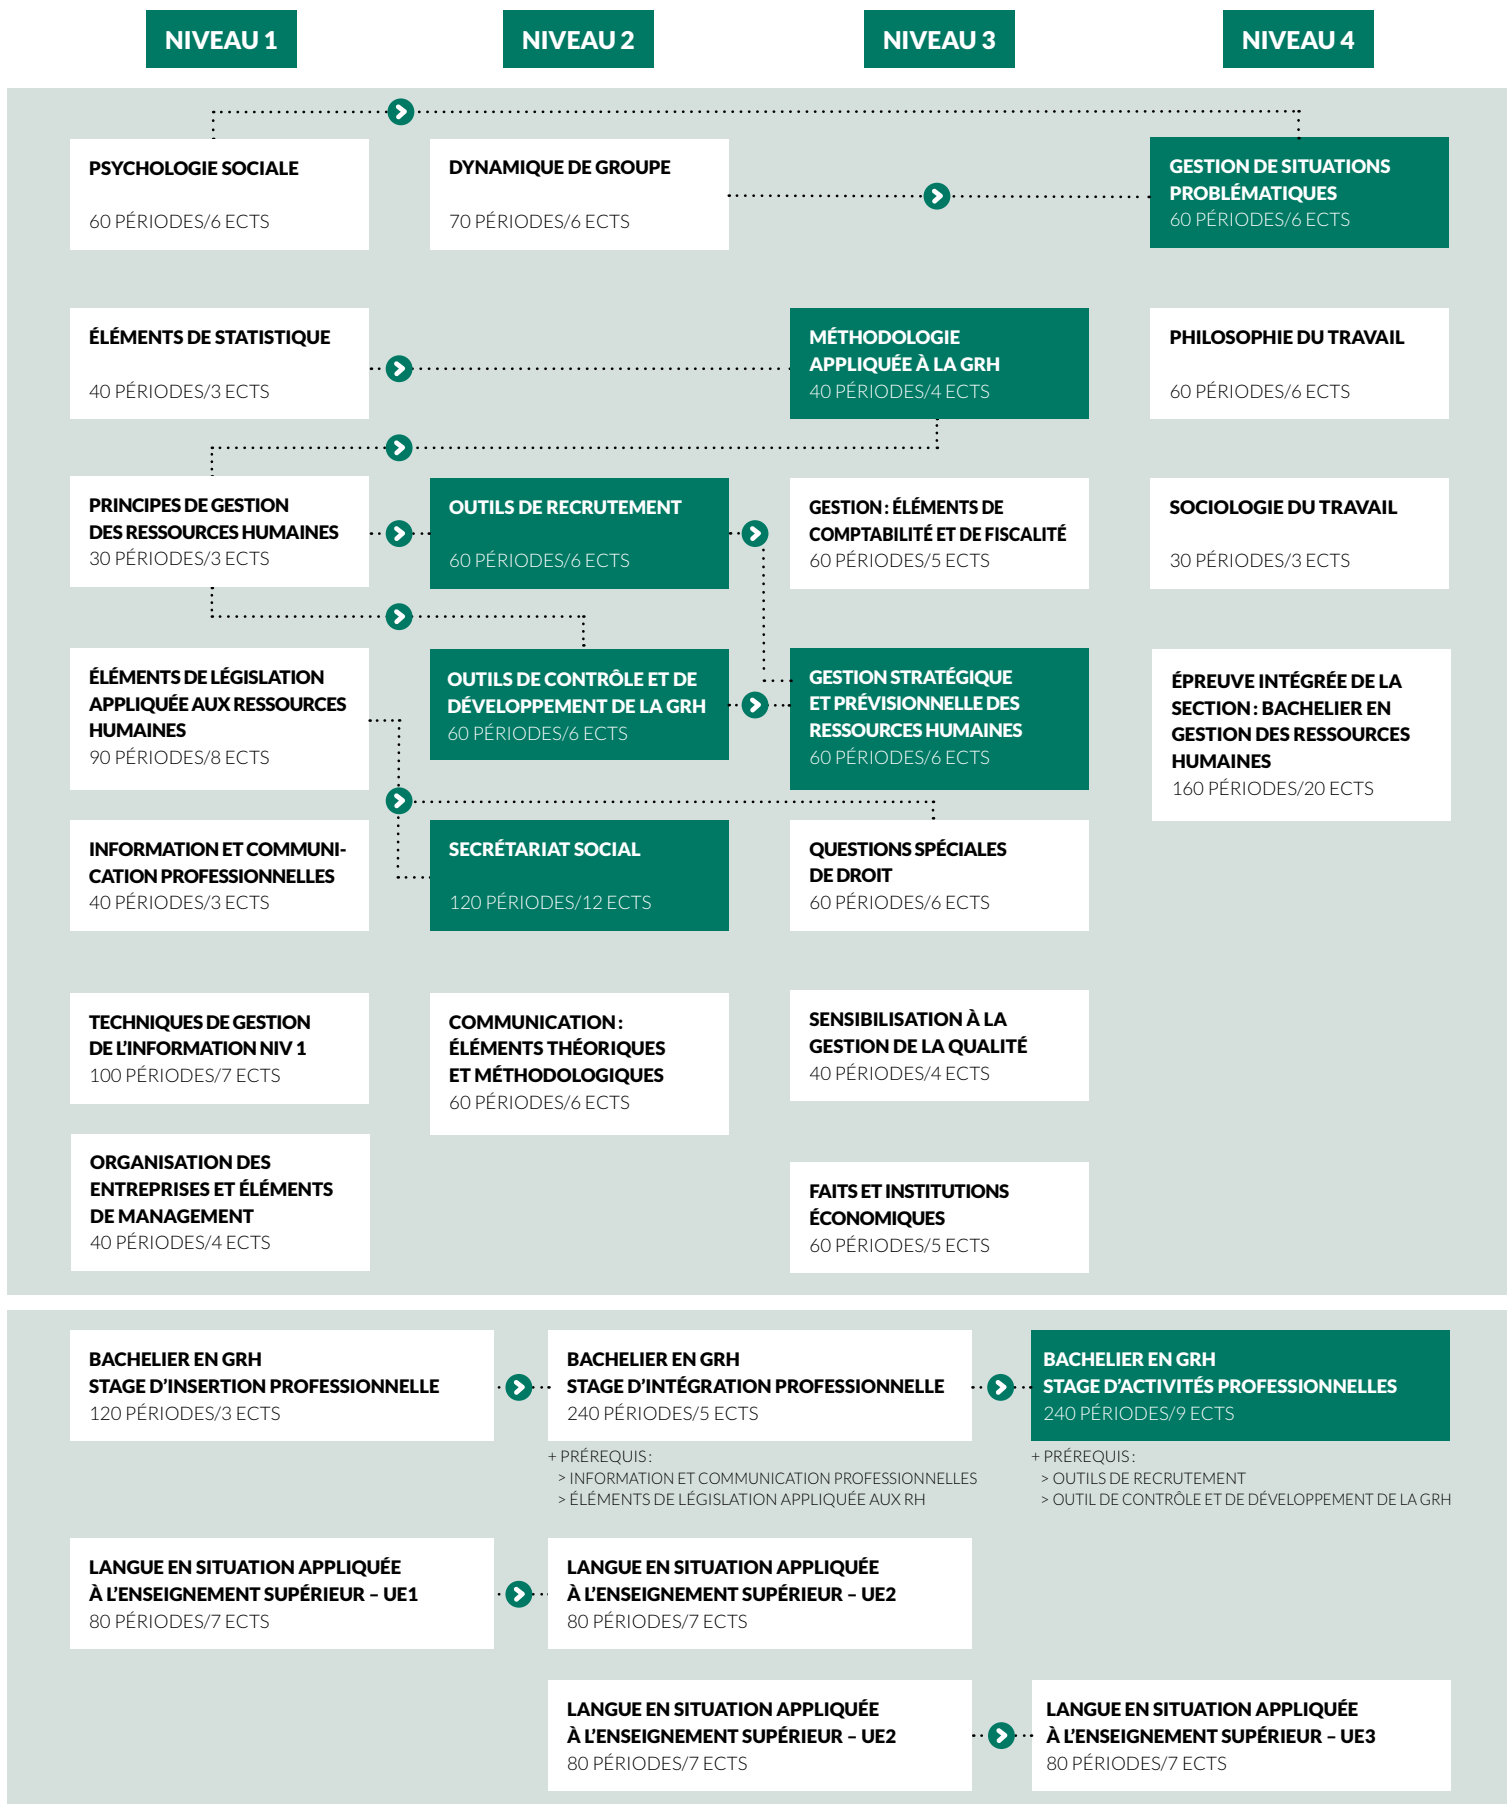 NIVEAU 1
NIVEAU 2
NIVEAU 3
NIVEAU 4
PSYCHOLOGIE SOCIALE
60 PÉRIODES/6 ECTS
DYNAMIQUE DE GROUPE
70 PÉRIODES/6 ECTS
GESTION DE SITUATIONS
PROBLÉMATIQUES
60 PÉRIODES/6 ECTS
ÉLÉMENTS DE STATISTIQUE
40 PÉRIODES/3 ECTS
MÉTHODOLOGIE
APPLIQUÉE À LA GRH
40 PÉRIODES/4 ECTS
PHILOSOPHIE DU TRAVAIL
60 PÉRIODES/6 ECTS
PRINCIPES DE GESTION
DES RESSOURCES HUMAINES
30 PÉRIODES/3 ECTS
OUTILS DE RECRUTEMENT
60 PÉRIODES/6 ECTS
GESTION : ÉLÉMENTS DE
COMPTABILITÉ ET DE FISCALITÉ
60 PÉRIODES/5 ECTS
SOCIOLOGIE DU TRAVAIL
30 PÉRIODES/3 ECTS
ÉLÉMENTS DE LÉGISLATION
APPLIQUÉE AUX RESSOURCES
HUMAINES
90 PÉRIODES/8 ECTS
OUTILS DE CONTRÔLE ET DE
DÉVELOPPEMENT DE LA GRH
60 PÉRIODES/6 ECTS
GESTION STRATÉGIQUE
ET PRÉVISIONNELLE DES
RESSOURCES HUMAINES
60 PÉRIODES/6 ECTS
ÉPREUVE INTÉGRÉE DE LA
SECTION : BACHELIER EN
GESTION DES RESSOURCES
HUMAINES
160 PÉRIODES/20 ECTS
INFORMATION ET COMMUNI-
CATION PROFESSIONNELLES
40 PÉRIODES/3 ECTS
SECRÉTARIAT SOCIAL
120 PÉRIODES/12 ECTS
QUESTIONS SPÉCIALES
DE DROIT
60 PÉRIODES/6 ECTS
TECHNIQUES DE GESTION
DE L'INFORMATION NIV 1
100 PÉRIODES/7 ECTS
COMMUNICATION :
ÉLÉMENTS THÉORIQUES
ET MÉTHODOLOGIQUES
60 PÉRIODES/6 ECTS
SENSIBILISATION À LA
GESTION DE LA QUALITÉ
40 PÉRIODES/4 ECTS
ORGANISATION DES
ENTREPRISES ET ÉLÉMENTS
DE MANAGEMENT
40 PÉRIODES/4 ECTS
FAITS ET INSTITUTIONS
ÉCONOMIQUES
60 PÉRIODES/5 ECTS
BACHELIER EN GRH
STAGE D'INSERTION PROFESSIONNELLE
120 PÉRIODES/3 ECTS
BACHELIER EN GRH
STAGE D'INTÉGRATION PROFESSIONNELLE
240 PÉRIODES/5 ECTS
+ PRÉREQUIS :
> INFORMATION ET COMMUNICATION PROFESSIONNELLES
> ÉLÉMENTS DE LÉGISLATION APPLIQUÉE AUX RH
BACHELIER EN GRH
STAGE D'ACTIVITÉS PROFESSIONNELLES
240 PÉRIODES/9 ECTS
+ PRÉREQUIS :
> OUTILS DE RECRUTEMENT
> OUTIL DE CONTRÔLE ET DE DÉVELOPPEMENT DE LA GRH
LANGUE EN SITUATION APPLIQUÉE
À L'ENSEIGNEMENT SUPÉRIEUR – UE1
80 PÉRIODES/7 ECTS
LANGUE EN SITUATION APPLIQUÉE
À L'ENSEIGNEMENT SUPÉRIEUR – UE2
80 PÉRIODES/7 ECTS
LANGUE EN SITUATION APPLIQUÉE
À L'ENSEIGNEMENT SUPÉRIEUR – UE2
80 PÉRIODES/7 ECTS
LANGUE EN SITUATION APPLIQUÉE
À L'ENSEIGNEMENT SUPÉRIEUR – UE3
80 PÉRIODES/7 ECTS